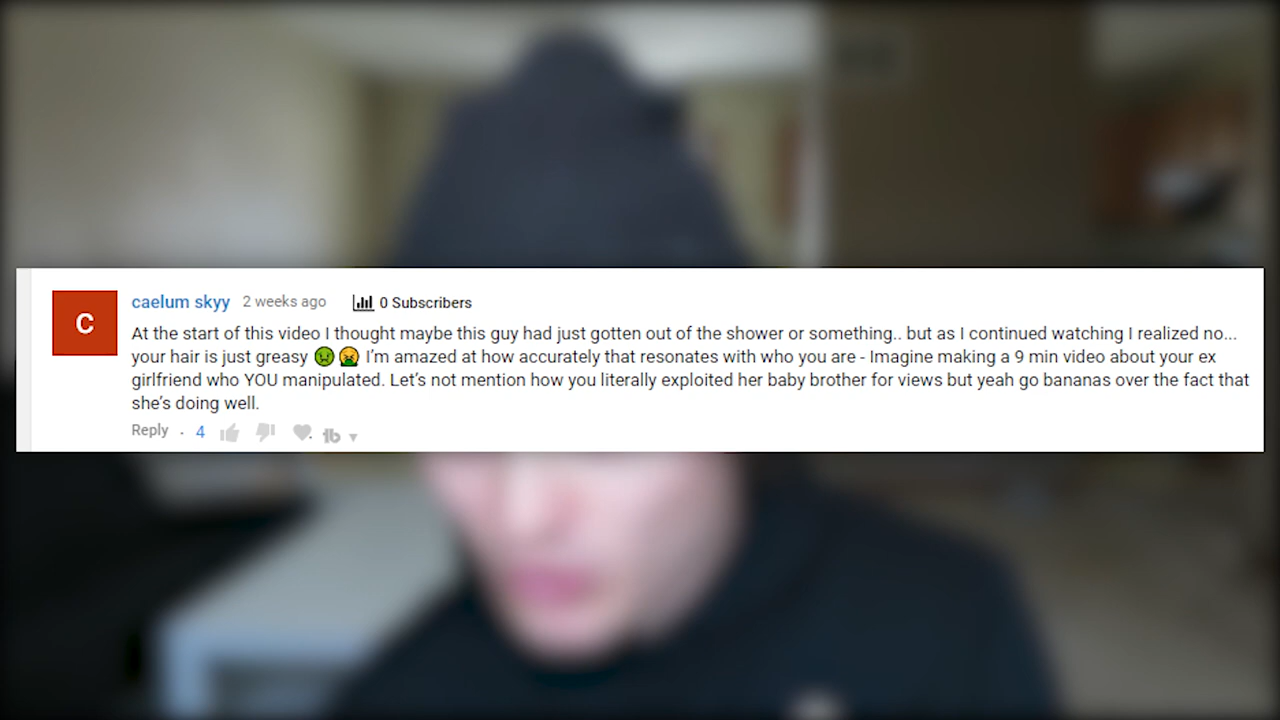 C
caelum skyy 2 weeks ago 0 Subscribers
At the start of this video I thought maybe this guy had just gotten out of the shower or something.. but as I continued watching I realized no...
your hair is just greasy 🤢🤮 I’m amazed at how accurately that resonates with who you are - Imagine making a 9 min video about your ex
girlfriend who YOU manipulated. Let’s not mention how you literally exploited her baby brother for views but yeah go bananas over the fact that
she’s doing well.
Reply . 4 tb ▾